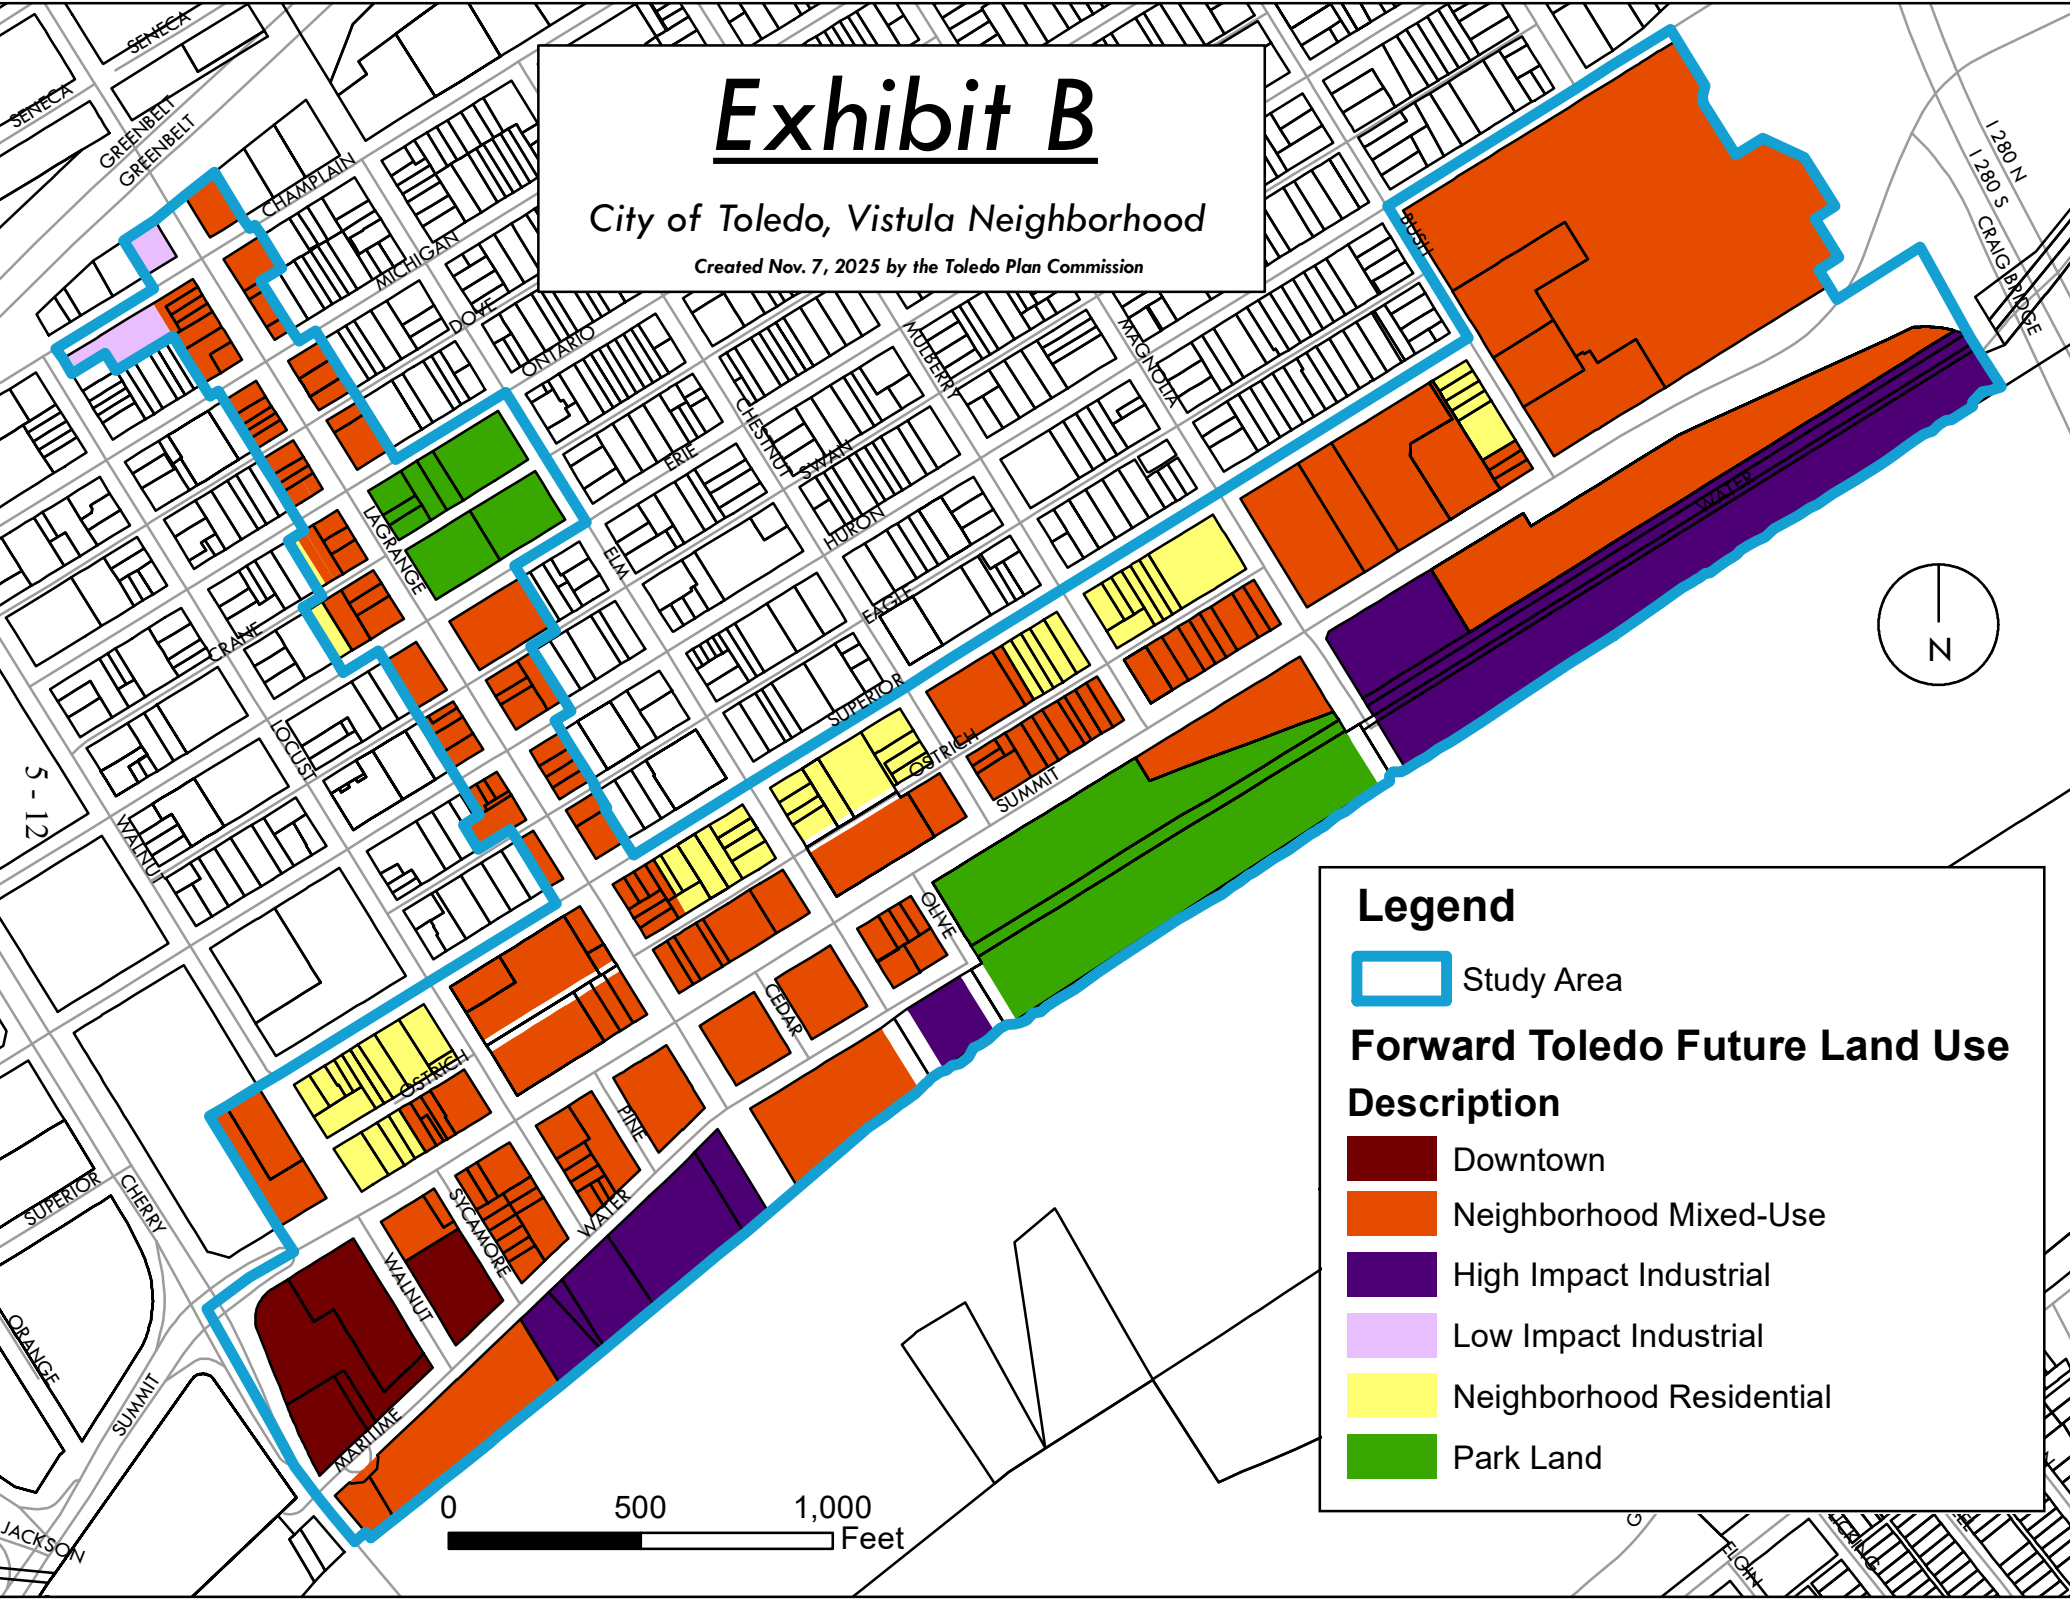 Exhibit B
City of Toledo, Vistula Neighborhood
Created Nov. 7, 2025 by the Toledo Plan Commission
SENECA
SENECA
GREENBELT
GREENBELT
CHAMPLAIN
MICHIGAN
DOVE
ONTARIO
ERIE
SWAN
HURON
EAGLE
SUPERIOR
OSTRICH
SUMMIT
MULBERRY
MAGNOLIA
CHESTNUT
BUSH
I 280 N
I 280 S
CRAIG BRIDGE
WATER
LAGRANGE
ELM
CRANE
LOCUST
WALNUT
5 - 12
OLIVE
CEDAR
PINE
OSTRICH
SYCAMORE
WATER
WALNUT
MARITIME
CHERRY
SUPERIOR
ORANGE
SUMMIT
JACKSON
N
Legend
Study Area
Forward Toledo Future Land Use
Description
Downtown
Neighborhood Mixed-Use
High Impact Industrial
Low Impact Industrial
Neighborhood Residential
Park Land
0 500 1,000
Feet
ELGIN